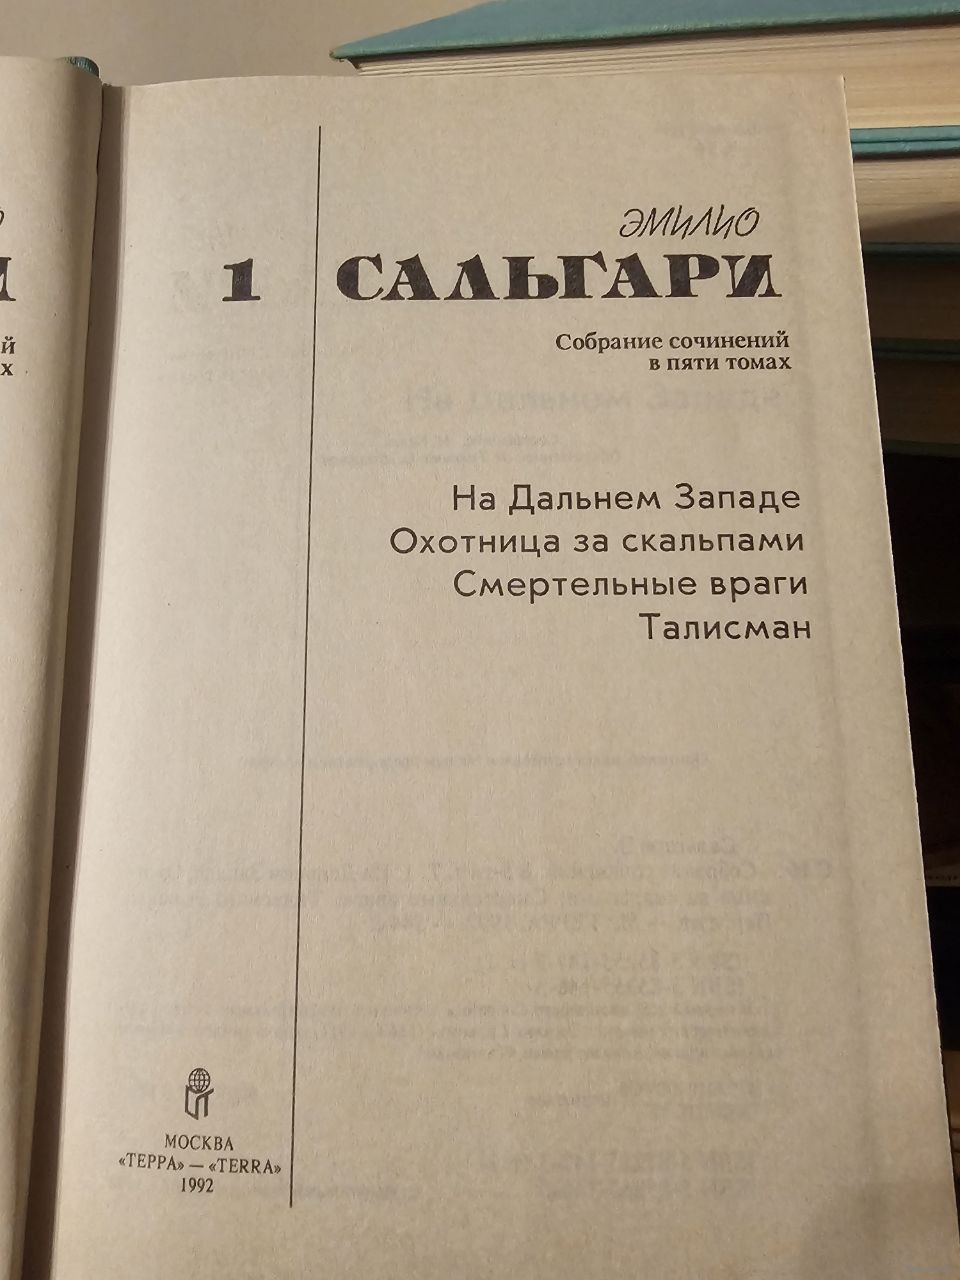 ЭМИЛИО
1 САЛЬГАРИ
Собрание сочинений
в пяти томах
На Дальнем Западе
Охотница за скальпами
Смертельные враги
Талисман
МОСКВА
«ТЕРРА» — «TERRA»
1992
й
х